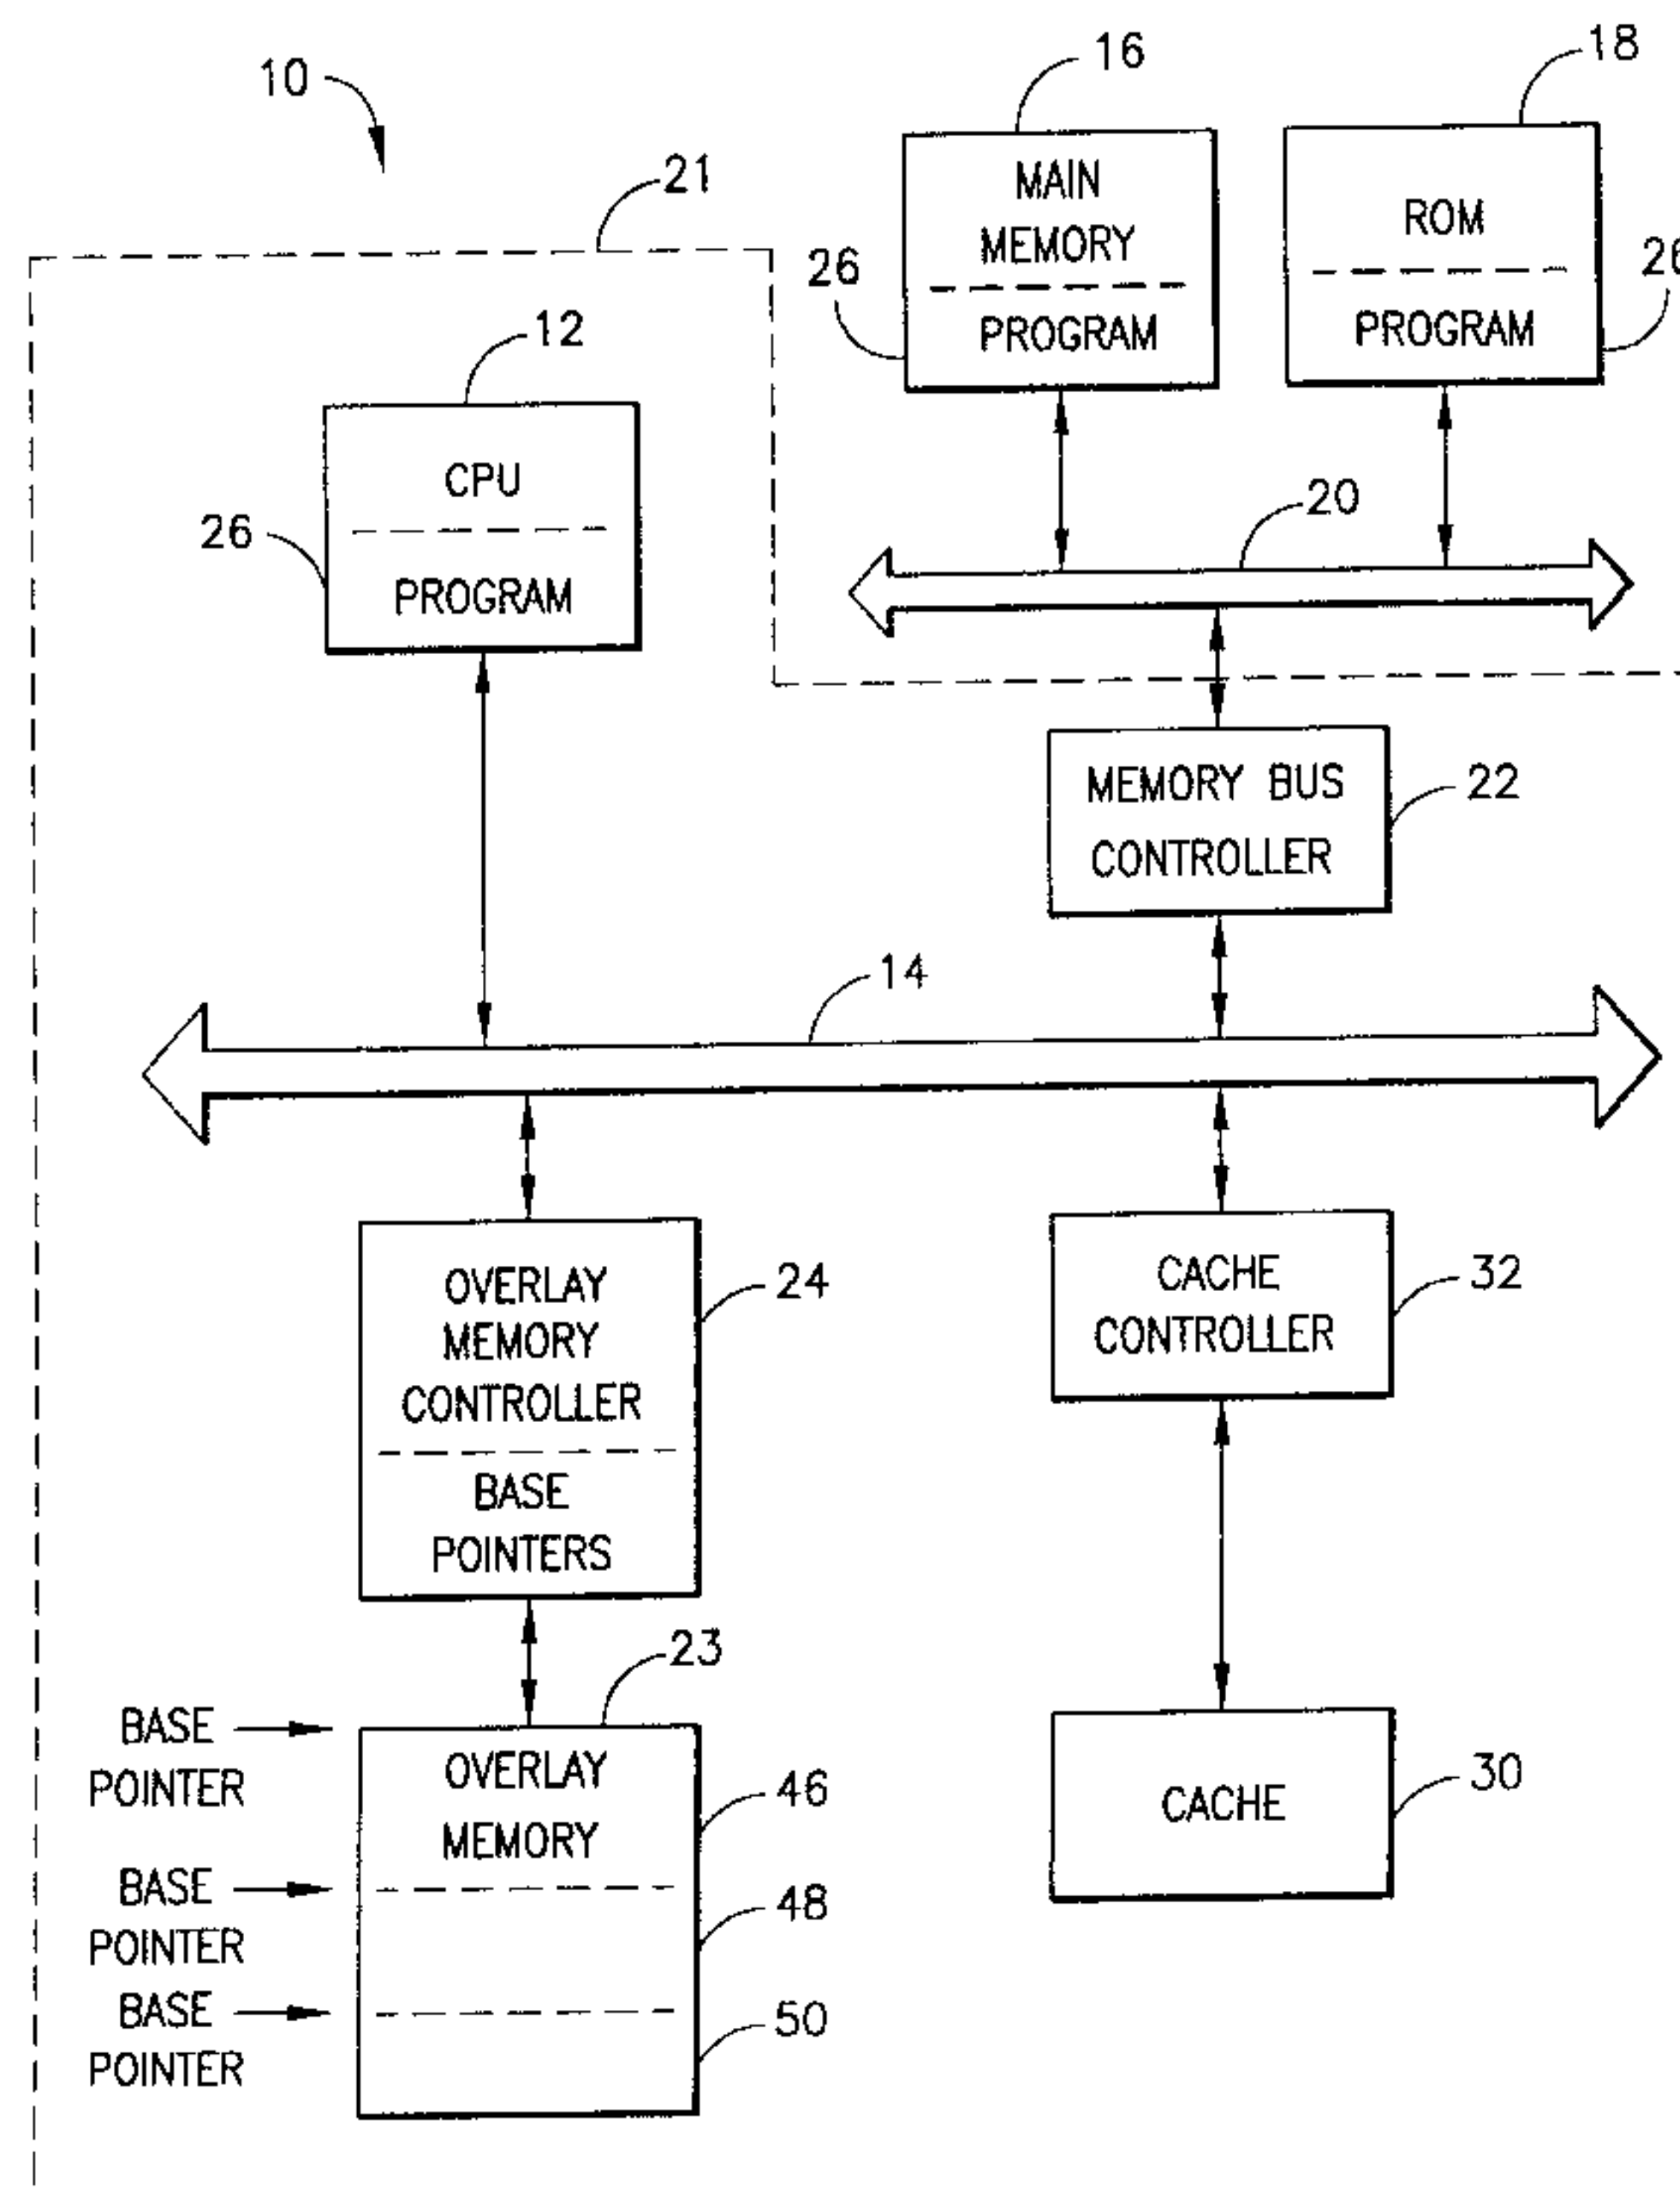 10
16
18
21
MAIN
MEMORY
PROGRAM
26
ROM
PROGRAM
26
12
CPU
PROGRAM
26
20
MEMORY BUS
CONTROLLER
22
14
OVERLAY
MEMORY
CONTROLLER
BASE
POINTERS
24
CACHE
CONTROLLER
32
23
BASE
POINTER
OVERLAY
MEMORY
46
BASE
POINTER
48
BASE
POINTER
50
CACHE
30